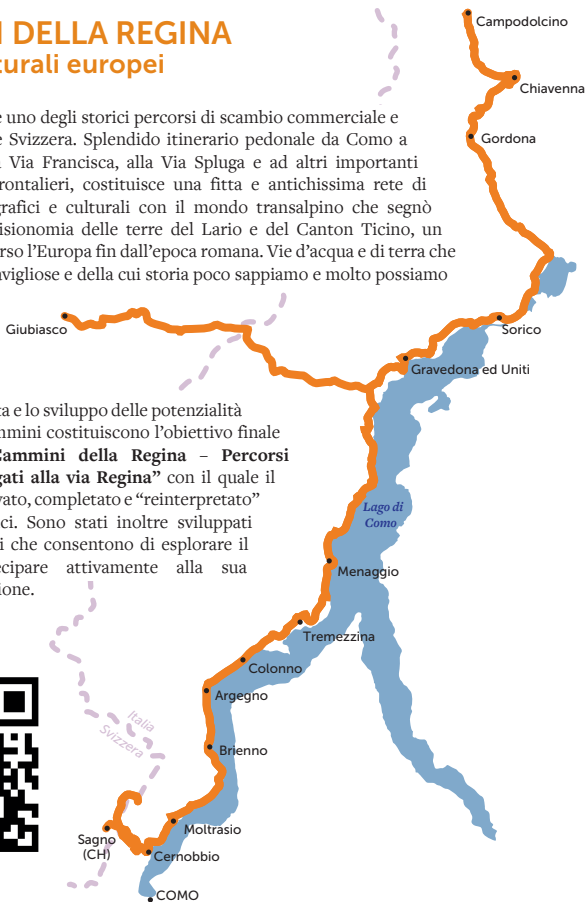 I DELLA REGINA
turali europei
e uno degli storici percorsi di scambio commerciale e
e Svizzera. Splendido itinerario pedonale da Como a
Via Francisca, alla Via Spluga e ad altri importanti
rontalieri, costituisce una fitta e antichissima rete di
grafici e culturali con il mondo transalpino che segnò
isionomia delle terre del Lario e del Canton Ticino, un
erso l'Europa fin dall'epoca romana. Vie d'acqua e di terra che
avigliose e della cui storia poco sappiamo e molto possiamo
ta e lo sviluppo delle potenzialità
mmini costituiscono l'obiettivo finale
Cammini della Regina – Percorsi
gati alla via Regina" con il quale il
vato, completato e "reinterpretato"
ici. Sono stati inoltre sviluppati
i che consentono di esplorare il
ecipare attivamente alla sua
ione.
Campodolcino
Chiavenna
Gordona
Sorico
Giubiasco
Gravedona ed Uniti
Lago di
Como
Menaggio
Tremezzina
Colonno
Argegno
Italia
Svizzera
Brienno
Moltrasio
Sagno
(CH)
Cernobbio
COMO